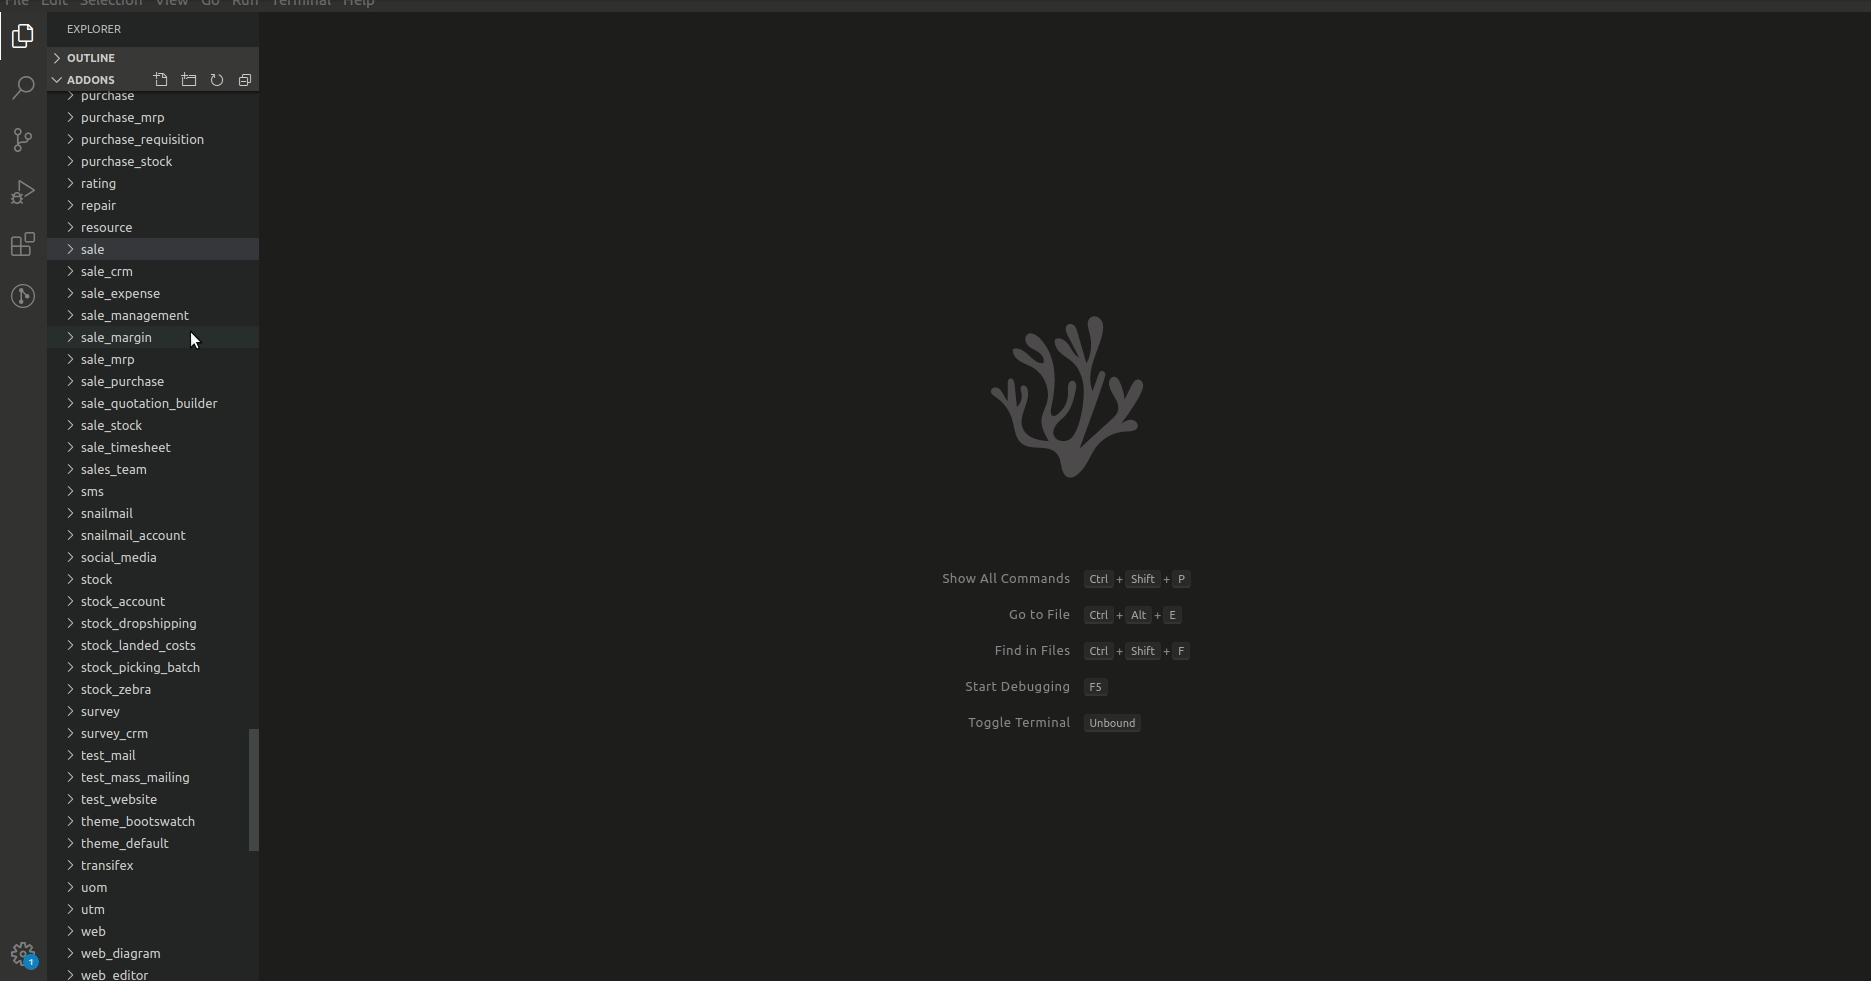 File Edit Selection View Go Run Terminal Help
EXPLORER
OUTLINE
ADDONS
purchase
purchase_mrp
purchase_requisition
purchase_stock
rating
repair
resource
sale
sale_crm
sale_expense
sale_management
sale_margin
sale_mrp
sale_purchase
sale_quotation_builder
sale_stock
sale_timesheet
sales_team
sms
snailmail
snailmail_account
social_media
stock
stock_account
stock_dropshipping
stock_landed_costs
stock_picking_batch
stock_zebra
survey
survey_crm
test_mail
test_mass_mailing
test_website
theme_bootswatch
theme_default
transifex
uom
utm
web
web_diagram
web_editor
Show All Commands Ctrl + Shift + P
Go to File Ctrl + Alt + E
Find in Files Ctrl + Shift + F
Start Debugging F5
Toggle Terminal Unbound
1